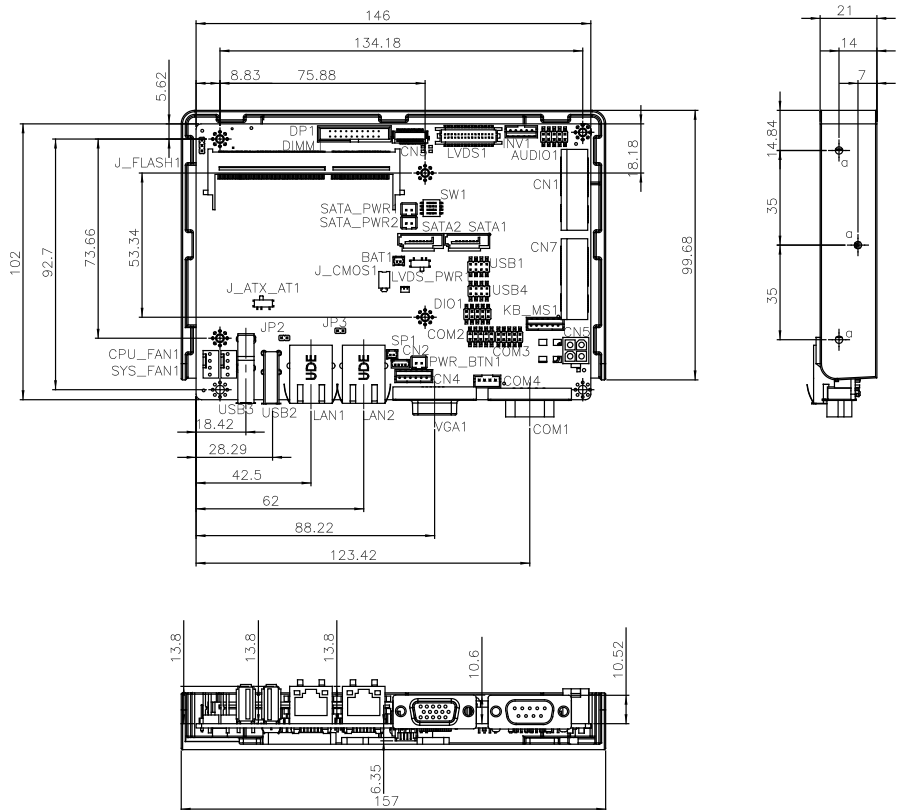 146
21
134.18
14
8.83
75.88
7
5.62
DP1
DIMM
LVDS1
INV1
AUDIO1
18.18
14.84
J_FLASH1
CN1
SW1
a
SATA_PWR1
SATA_PWR2
SATA2
SATA1
35
102
92.7
73.66
53.34
99.68
CN7
a
BAT1
USB1
J_CMOS1
LVDS_PWR1
USB4
35
J_ATX_AT1
DIO1
KB_MS1
JP2
JP3
COM2
CN5
a
CPU_FAN1
SP1
CN2
COM3
UDE
UDE
PWR_BTN1
SYS_FAN1
CN4
COM4
USB3
USB2
LAN1
LAN2
VGA1
COM1
18.42
28.29
42.5
62
88.22
123.42
13.8
13.8
13.8
10.6
10.52
6.35
157